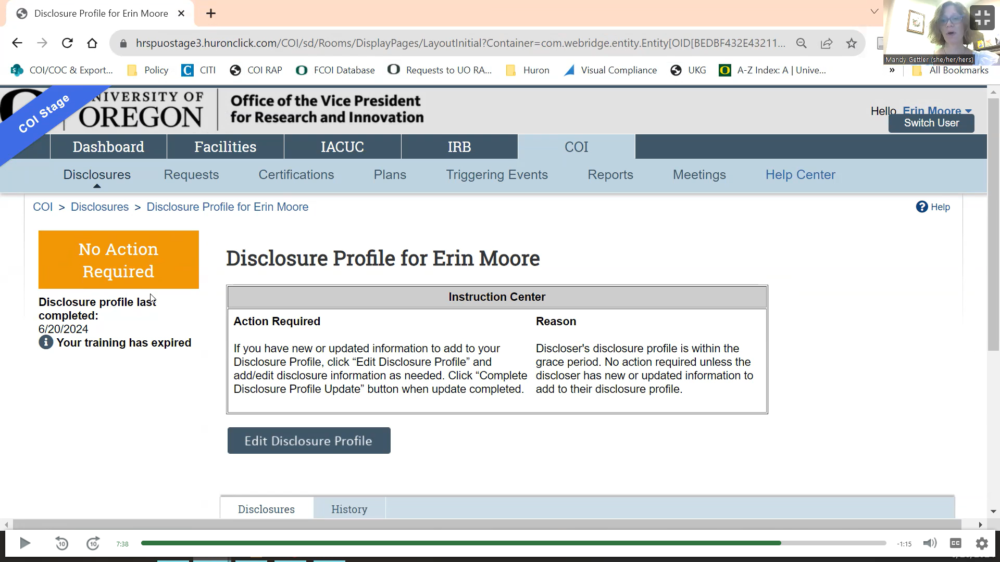 Disclosure Profile for Erin Moore
hrspuostage3.huronclick.com/COI/sd/Rooms/DisplayPages/LayoutInitial?Container=com.webridge.entity.Entity[OID[BEDBF432E43211...
Mandy Gettler (she/her/hers)
COI/COC & Export...
Policy
CITI
COI RAP
FCOI Database
Requests to UO RA...
Huron
Visual Compliance
UKG
A-Z Index: A | Unive...
»
All Bookmarks
COI Stage
NIVERSITY OF
OREGON
Office of the Vice President
for Research and Innovation
Hello Erin Moore
Switch User
Dashboard
Facilities
IACUC
IRB
COI
Disclosures
Requests
Certifications
Plans
Triggering Events
Reports
Meetings
Help Center
COI > Disclosures > Disclosure Profile for Erin Moore
Help
No Action
Required
Disclosure profile last
completed:
6/20/2024
Your training has expired
Disclosure Profile for Erin Moore
Instruction Center
Action Required
If you have new or updated information to add to your
Disclosure Profile, click “Edit Disclosure Profile” and
add/edit disclosure information as needed. Click “Complete
Disclosure Profile Update” button when update completed.
Reason
Discloser's disclosure profile is within the
grace period. No action required unless the
discloser has new or updated information to
add to their disclosure profile.
Edit Disclosure Profile
Disclosures
History
10
10
7:38
-1:15
CC